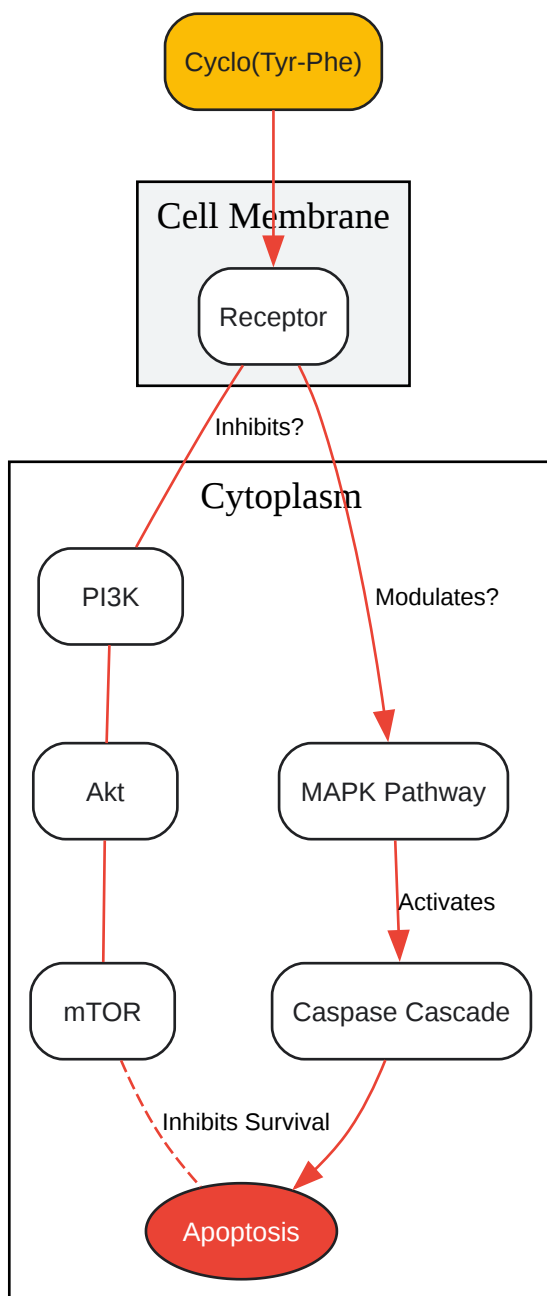 Cyclo(Tyr-Phe)
Cell Membrane
Receptor
Inhibits?
Cytoplasm
PI3K
Modulates?
Akt
MAPK Pathway
Activates
mTOR
Caspase Cascade
Inhibits Survival
Apoptosis